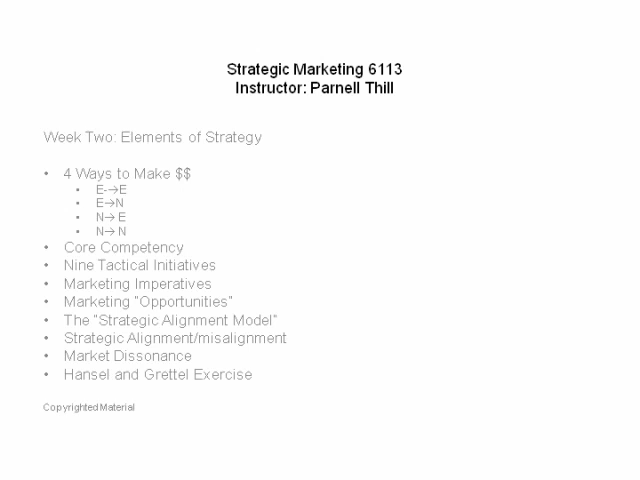 Strategic Marketing 6113
Instructor: Parnell Thill
Week Two: Elements of Strategy
• 4 Ways to Make $$
• E-→E
• E→N
• N→ E
• N→ N
• Core Competency
• Nine Tactical Initiatives
• Marketing Imperatives
• Marketing "Opportunities"
• The "Strategic Alignment Model"
• Strategic Alignment/misalignment
• Market Dissonance
• Hansel and Grettel Exercise
Copyrighted Material